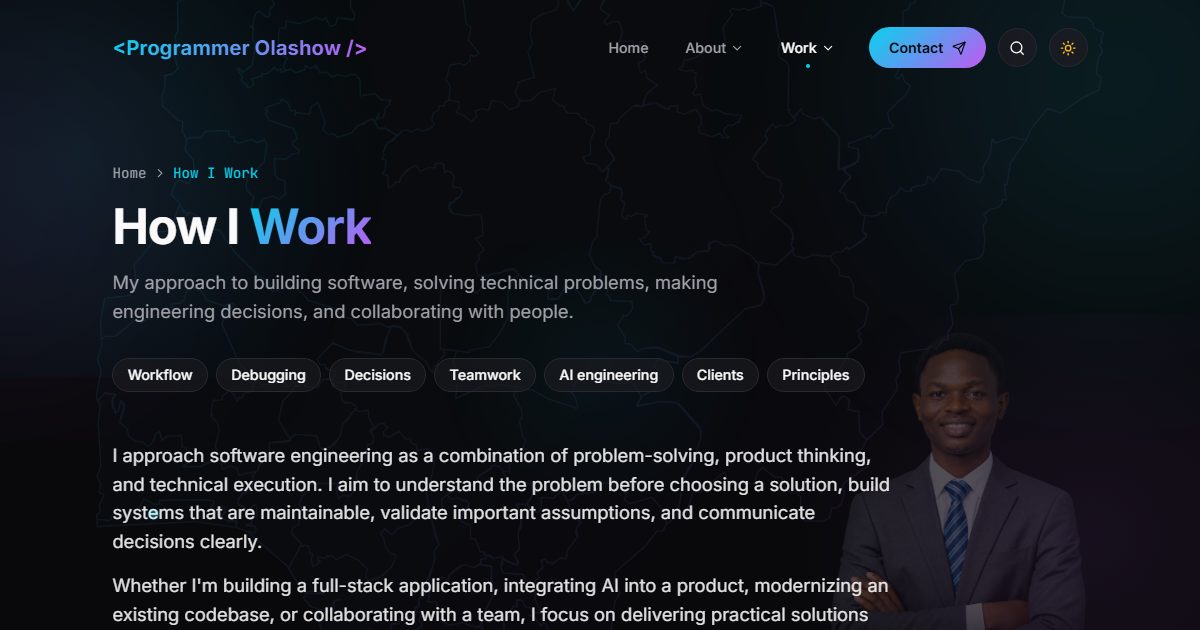 <Programmer Olashow />
Home
About
Work
Contact
Home > How I Work
How I Work
My approach to building software, solving technical problems, making
engineering decisions, and collaborating with people.
Workflow
Debugging
Decisions
Teamwork
AI engineering
Clients
Principles
I approach software engineering as a combination of problem-solving, product thinking,
and technical execution. I aim to understand the problem before choosing a solution, build
systems that are maintainable, validate important assumptions, and communicate
decisions clearly.
Whether I'm building a full-stack application, integrating AI into a product, modernizing an
existing codebase, or collaborating with a team, I focus on delivering practical solutions